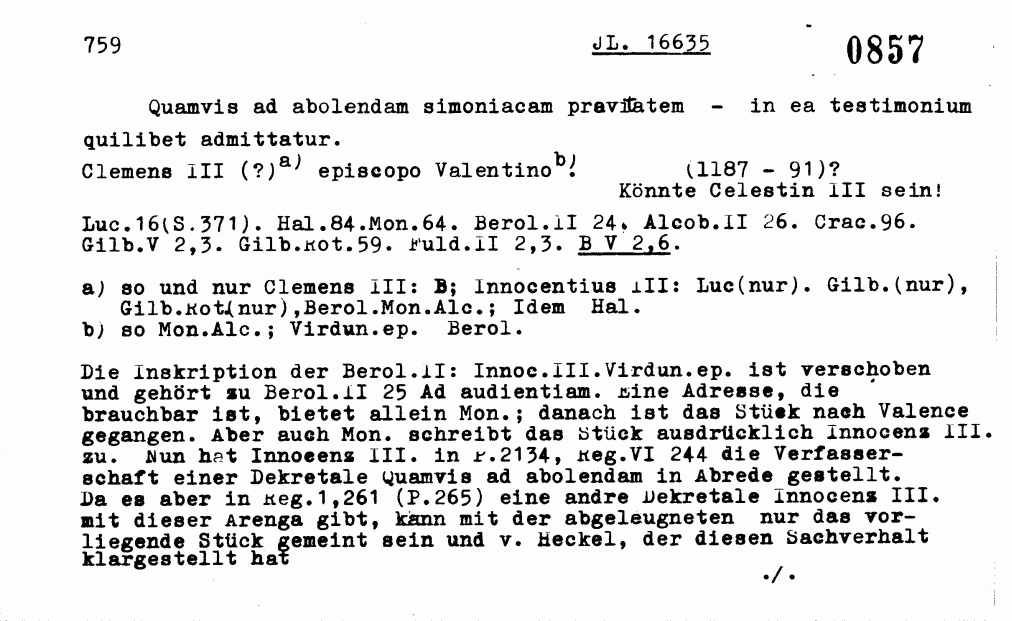 759 JL. 16635 0857
Quamvis ad abolendam simoniacam pravitatem - in ea testimonium
quilibet admittatur.
Clemens III (?)a) episcopo Valentino b). (1187 - 91)?
Könnte Celestin III sein!
Luc.16(S.371). Hal.84.Mon.64. Berol.II 24. Alcob.II 26. Crac.96.
Gilb.V 2,3. Gilb.Rot.59. Fuld.II 2,3. B V 2,6.
a) so und nur Clemens III: B; Innocentius III: Luc(nur). Gilb.(nur),
Gilb.Rot(nur),Berol.Mon.Alc.; Idem Hal.
b) so Mon.Alc.; Virdun.ep. Berol.
Die Inskription der Berol.II: Innoc.III.Virdun.ep. ist verschoben
und gehört zu Berol.II 25 Ad audientiam. Eine Adresse, die
brauchbar ist, bietet allein Mon.; danach ist das Stück nach Valence
gegangen. Aber auch Mon. schreibt das Stück ausdrücklich Innocenz III.
zu. Nun hat Innocenz III. in P.2134, Reg.VI 244 die Verfasser-
schaft einer Dekretale Quamvis ad abolendam in Abrede gestellt.
Da es aber in Reg.1,261 (P.265) eine andre Dekretale Innocenz III.
mit dieser Arenga gibt, kann mit der abgeleugneten nur das vor-
liegende Stück gemeint sein und v. Heckel, der diesen Sachverhalt
klargestellt hat
./.